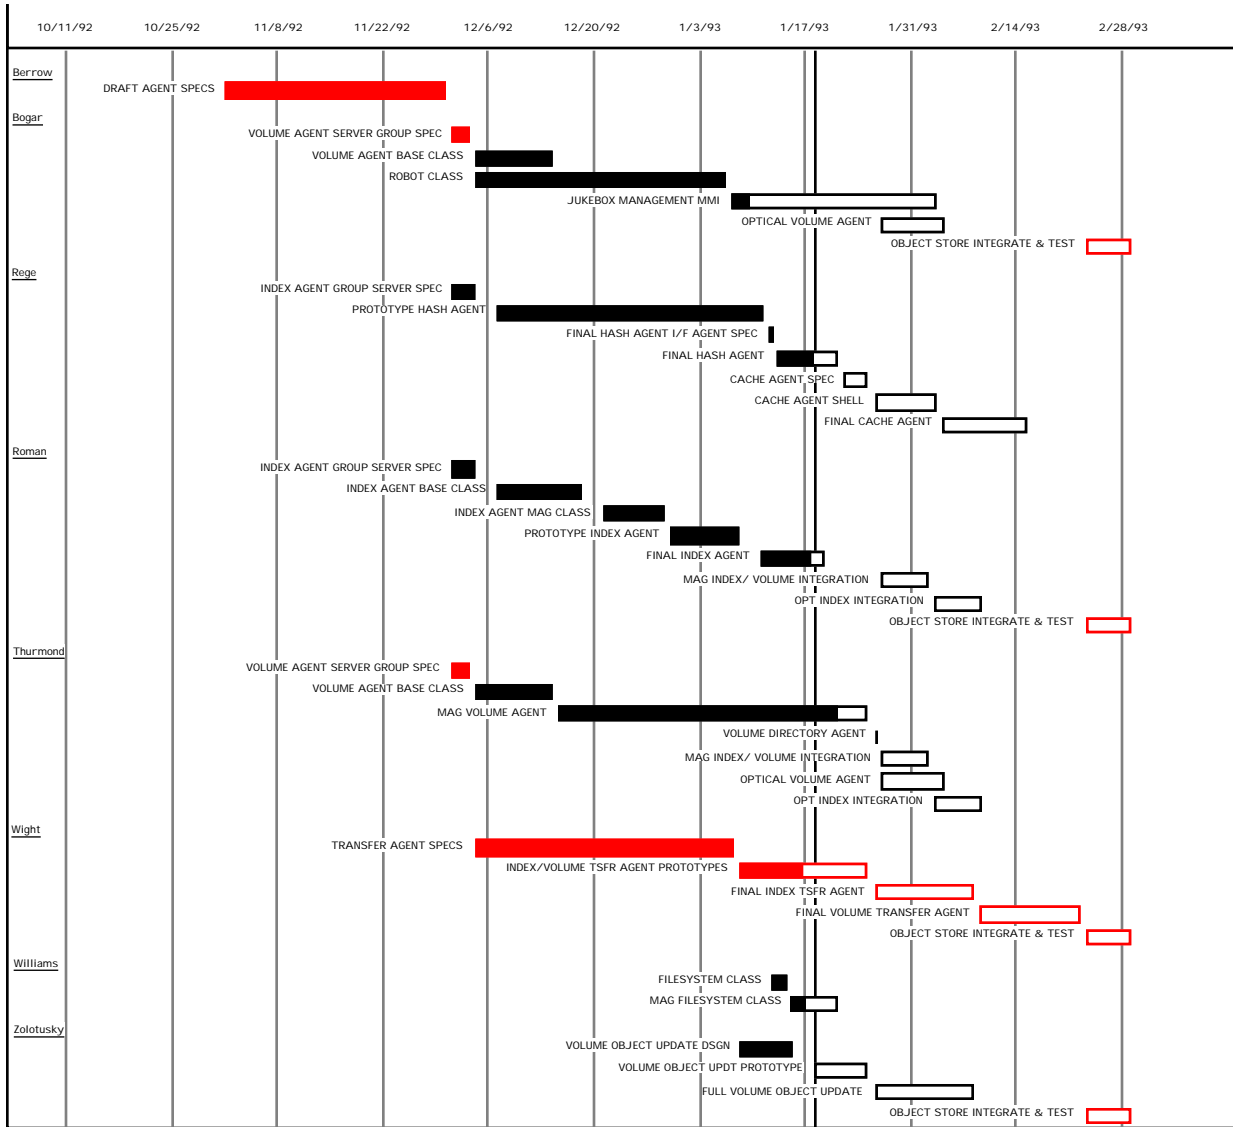 10/11/92 10/25/92 11/8/92 11/22/92 12/6/92 12/20/92 1/3/93 1/17/93 1/31/93 2/14/93 2/28/93
Berrow
DRAFT AGENT SPECS
Bogar
VOLUME AGENT SERVER GROUP SPEC
VOLUME AGENT BASE CLASS
ROBOT CLASS
JUKEBOX MANAGEMENT MMI
OPTICAL VOLUME AGENT
OBJECT STORE INTEGRATE & TEST
Rege
INDEX AGENT GROUP SERVER SPEC
PROTOTYPE HASH AGENT
FINAL HASH AGENT I/F AGENT SPEC
FINAL HASH AGENT
CACHE AGENT SPEC
CACHE AGENT SHELL
FINAL CACHE AGENT
Roman
INDEX AGENT GROUP SERVER SPEC
INDEX AGENT BASE CLASS
INDEX AGENT MAG CLASS
PROTOTYPE INDEX AGENT
FINAL INDEX AGENT
MAG INDEX/ VOLUME INTEGRATION
OPT INDEX INTEGRATION
OBJECT STORE INTEGRATE & TEST
Thurmond
VOLUME AGENT SERVER GROUP SPEC
VOLUME AGENT BASE CLASS
MAG VOLUME AGENT
VOLUME DIRECTORY AGENT
MAG INDEX/ VOLUME INTEGRATION
OPTICAL VOLUME AGENT
OPT INDEX INTEGRATION
Wight
TRANSFER AGENT SPECS
INDEX/VOLUME TSFR AGENT PROTOTYPES
FINAL INDEX TSFR AGENT
FINAL VOLUME TRANSFER AGENT
OBJECT STORE INTEGRATE & TEST
Williams
FILESYSTEM CLASS
MAG FILESYSTEM CLASS
Zolotusky
VOLUME OBJECT UPDATE DSGN
VOLUME OBJECT UPDT PROTOTYPE
FULL VOLUME OBJECT UPDATE
OBJECT STORE INTEGRATE & TEST